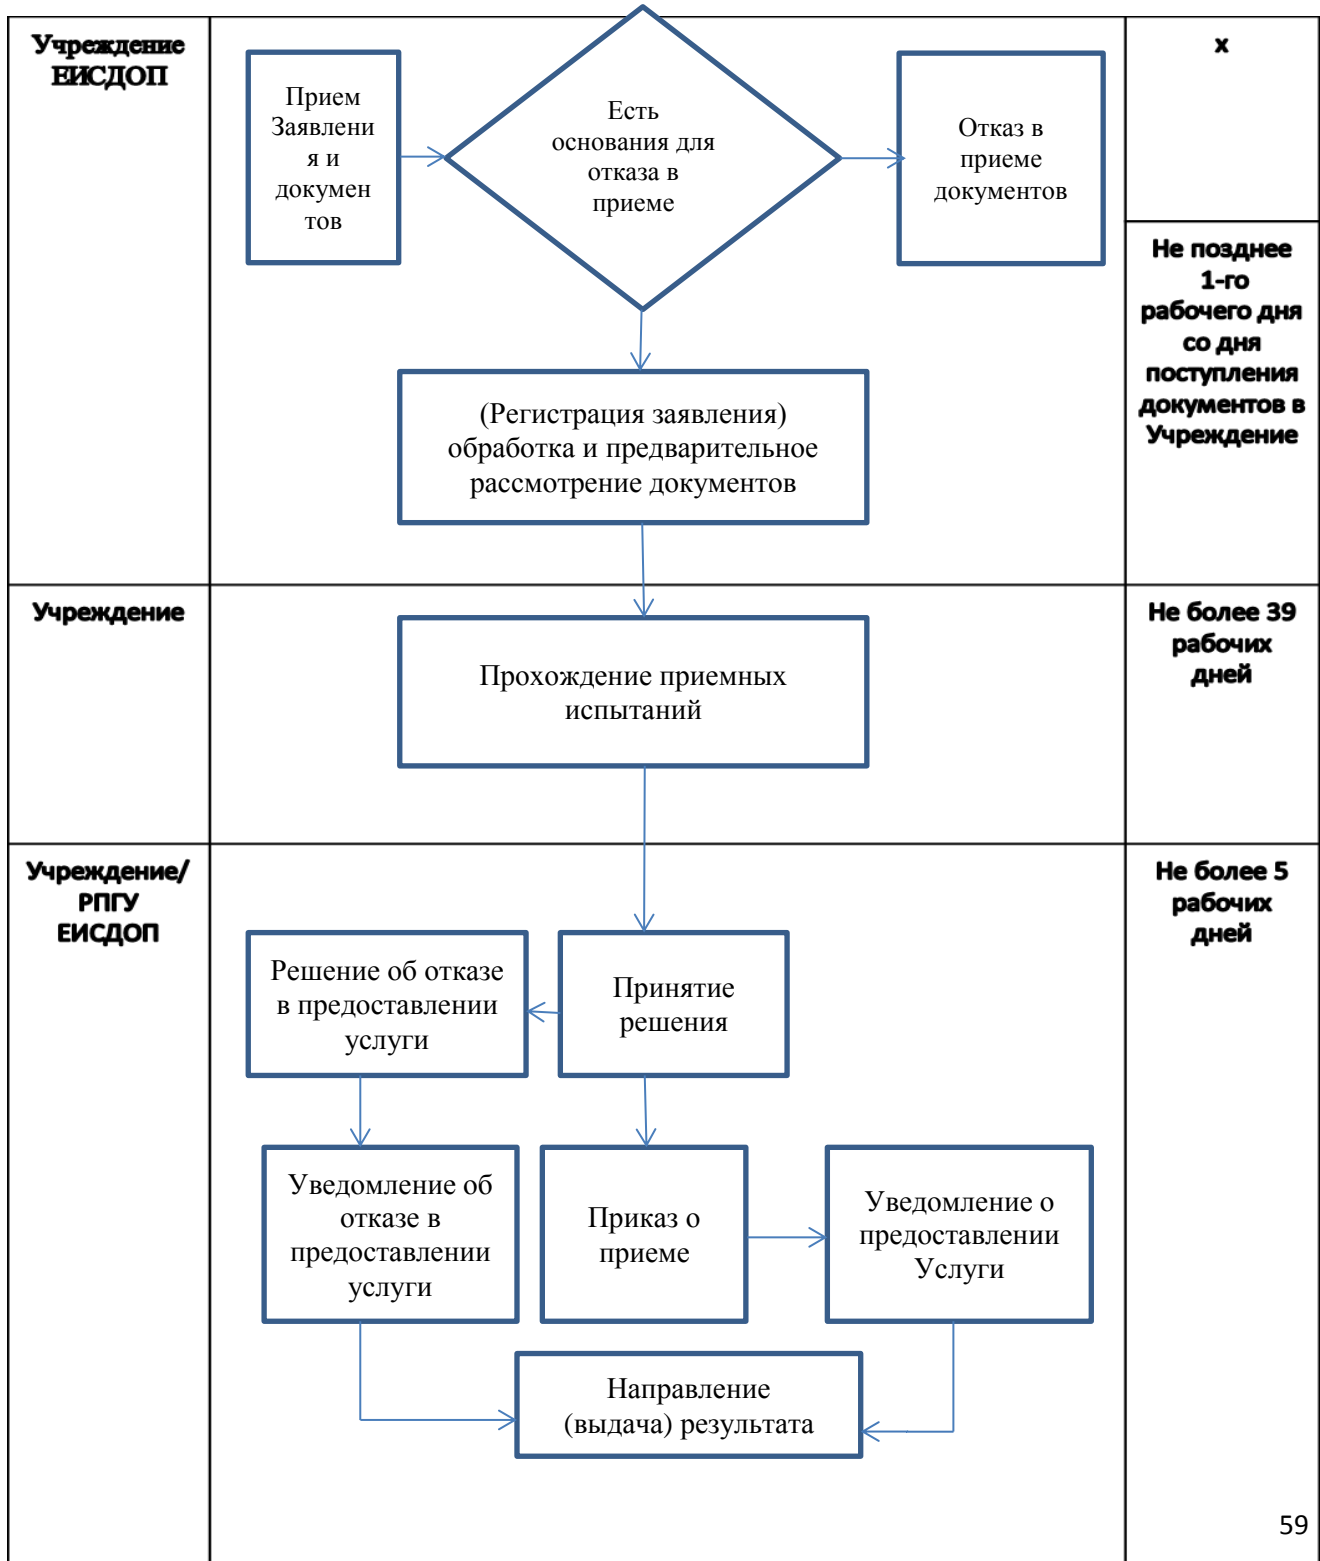 Учреждение
ЕИСДОП
Прием
Заявлени
я и
докумен
тов
Есть
основания для
отказа в
приеме
Отказ в
приеме
документов
х
Не позднее
1-го
рабочего дня
со дня
поступления
документов в
Учреждение
(Регистрация заявления)
обработка и предварительное
рассмотрение документов
Учреждение
Прохождение приемных
испытаний
Не более 39
рабочих
дней
Учреждение/
РПГУ
ЕИСДОП
Не более 5
рабочих
дней
Решение об отказе
в предоставлении
услуги
Принятие
решения
Уведомление об
отказе в
предоставлении
услуги
Приказ о
приеме
Уведомление о
предоставлении
Услуги
Направление
(выдача) результата
59